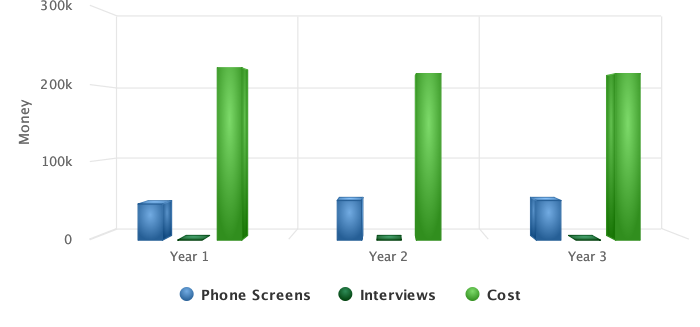 300k
200k
Money
100k
0
Year 1 Year 2 Year 3
Phone Screens Interviews Cost